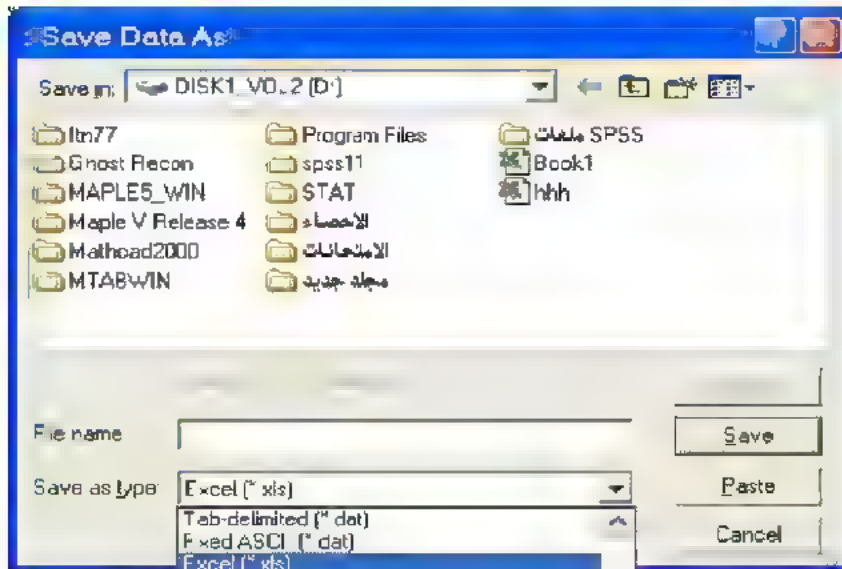 Save Data As
Save in: DISK1_VOL2 (D:)
ltn77
Ghost Recon
MAPLE5_WIN
Maple V Release 4
Mathcad2000
MTABWIN
Program Files
spss11
STAT
الاحصاء
الامتحانات
مجلد جديد
ملفات SPSS
Book1
hhh
File name
Save
Save as type: Excel (*.xls)
Paste
Tab-delimited (*.dat)
Fixed ASCII (*.dat)
Excel (*.xls)
Cancel